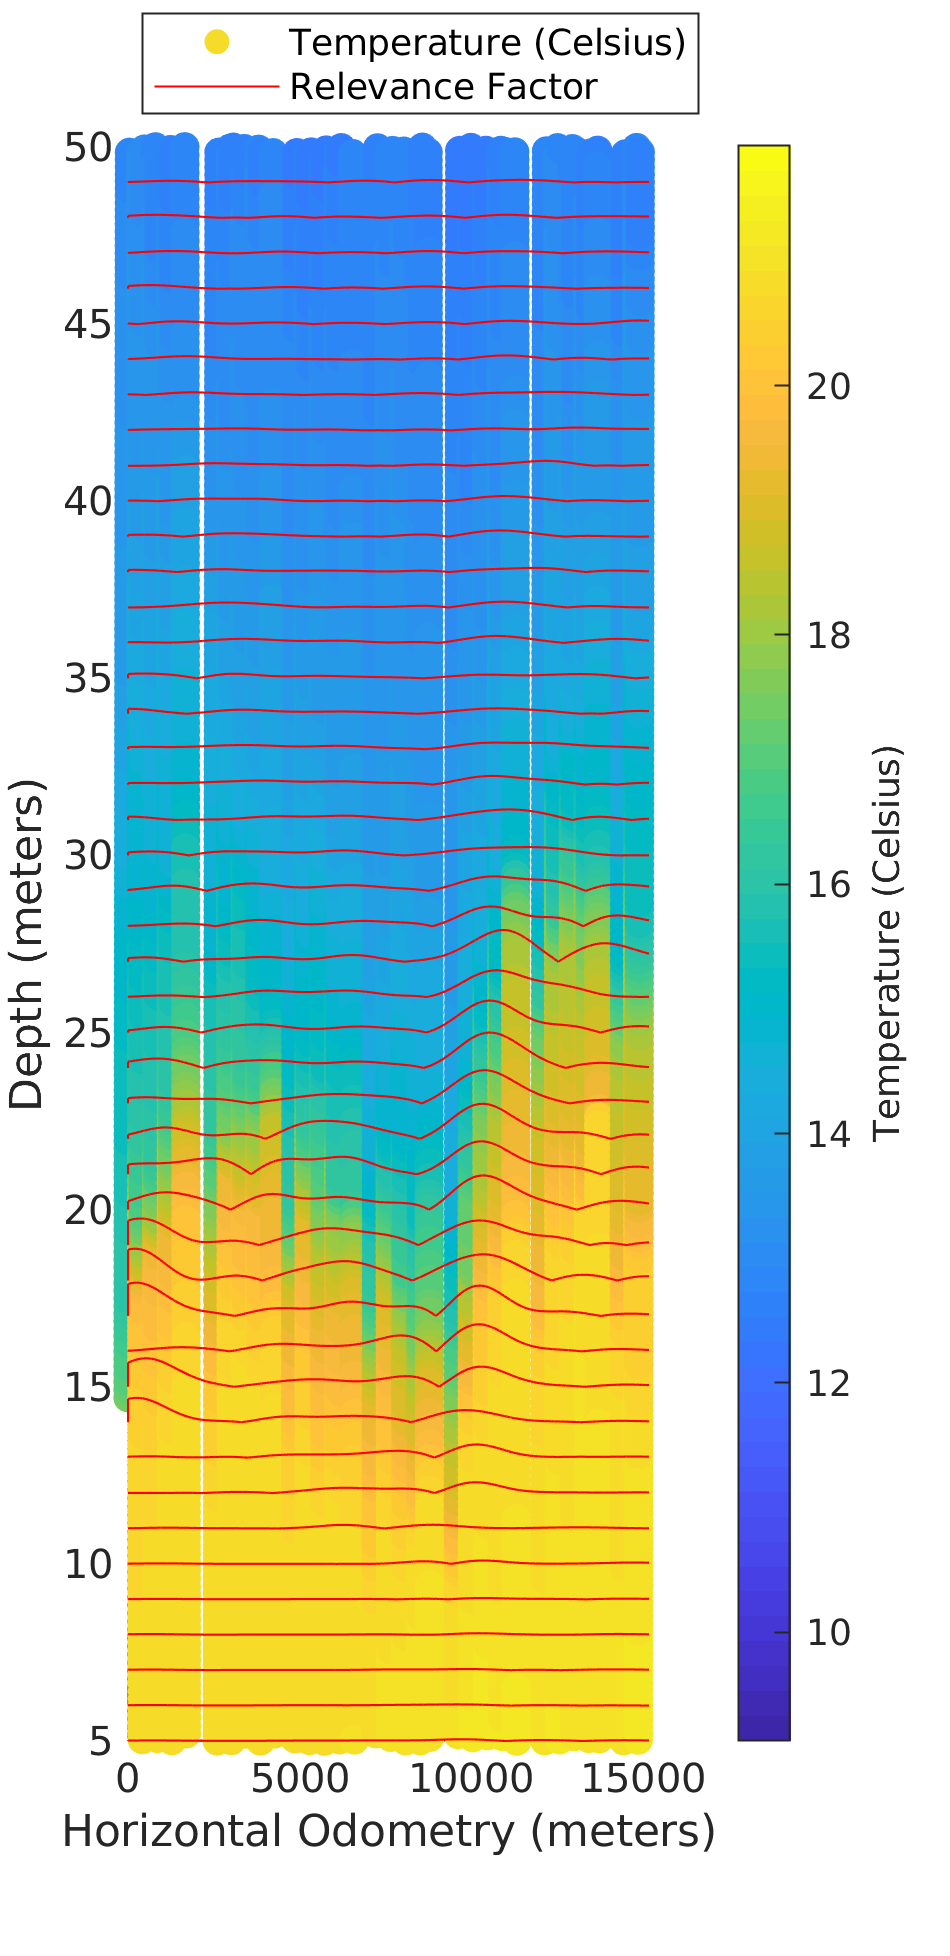 Temperature (Celsius)
Relevance Factor
50
45
40
35
30
25
20
15
10
5
Depth (meters)
0 5000 10000 15000
Horizontal Odometry (meters)
20
18
16
14
12
10
Temperature (Celsius)